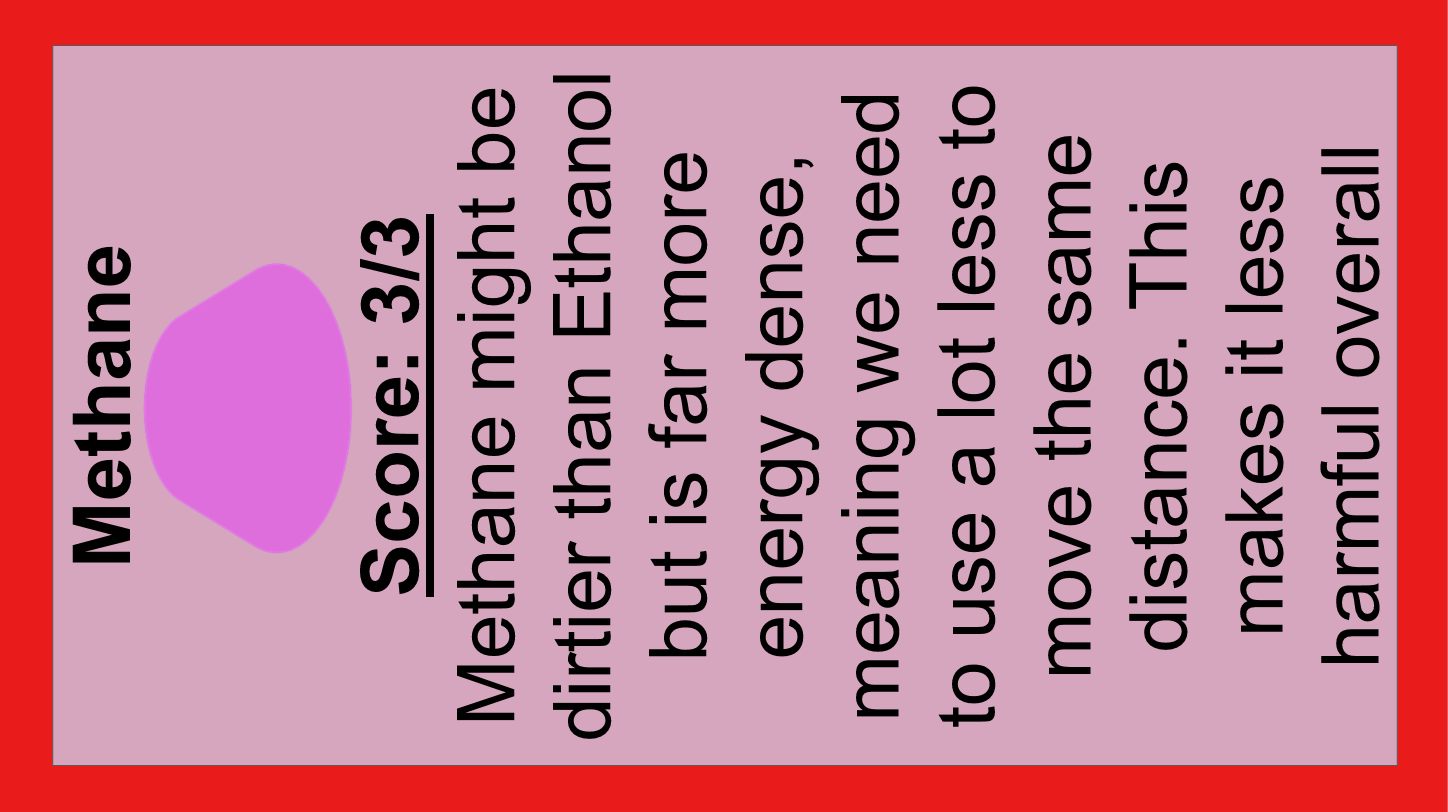 Methane
Score: 3/3
Methane might be
dirtier than Ethanol
but is far more
energy dense,
meaning we need
to use a lot less to
move the same
distance. This
makes it less
harmful overall